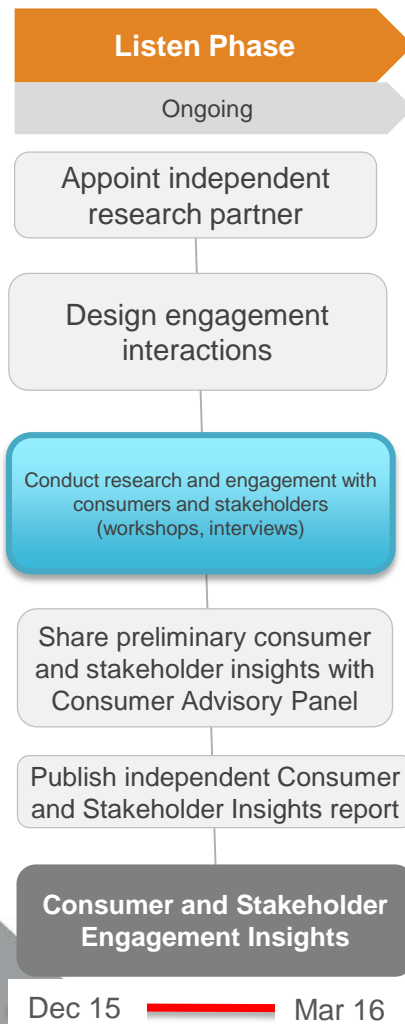 Listen Phase
Ongoing
Appoint independent
research partner
Design engagement
interactions
Conduct research and engagement with
consumers and stakeholders
(workshops, interviews)
Share preliminary consumer
and stakeholder insights with
Consumer Advisory Panel
Publish independent Consumer
and Stakeholder Insights report
Consumer and Stakeholder
Engagement Insights
Dec 15 Mar 16